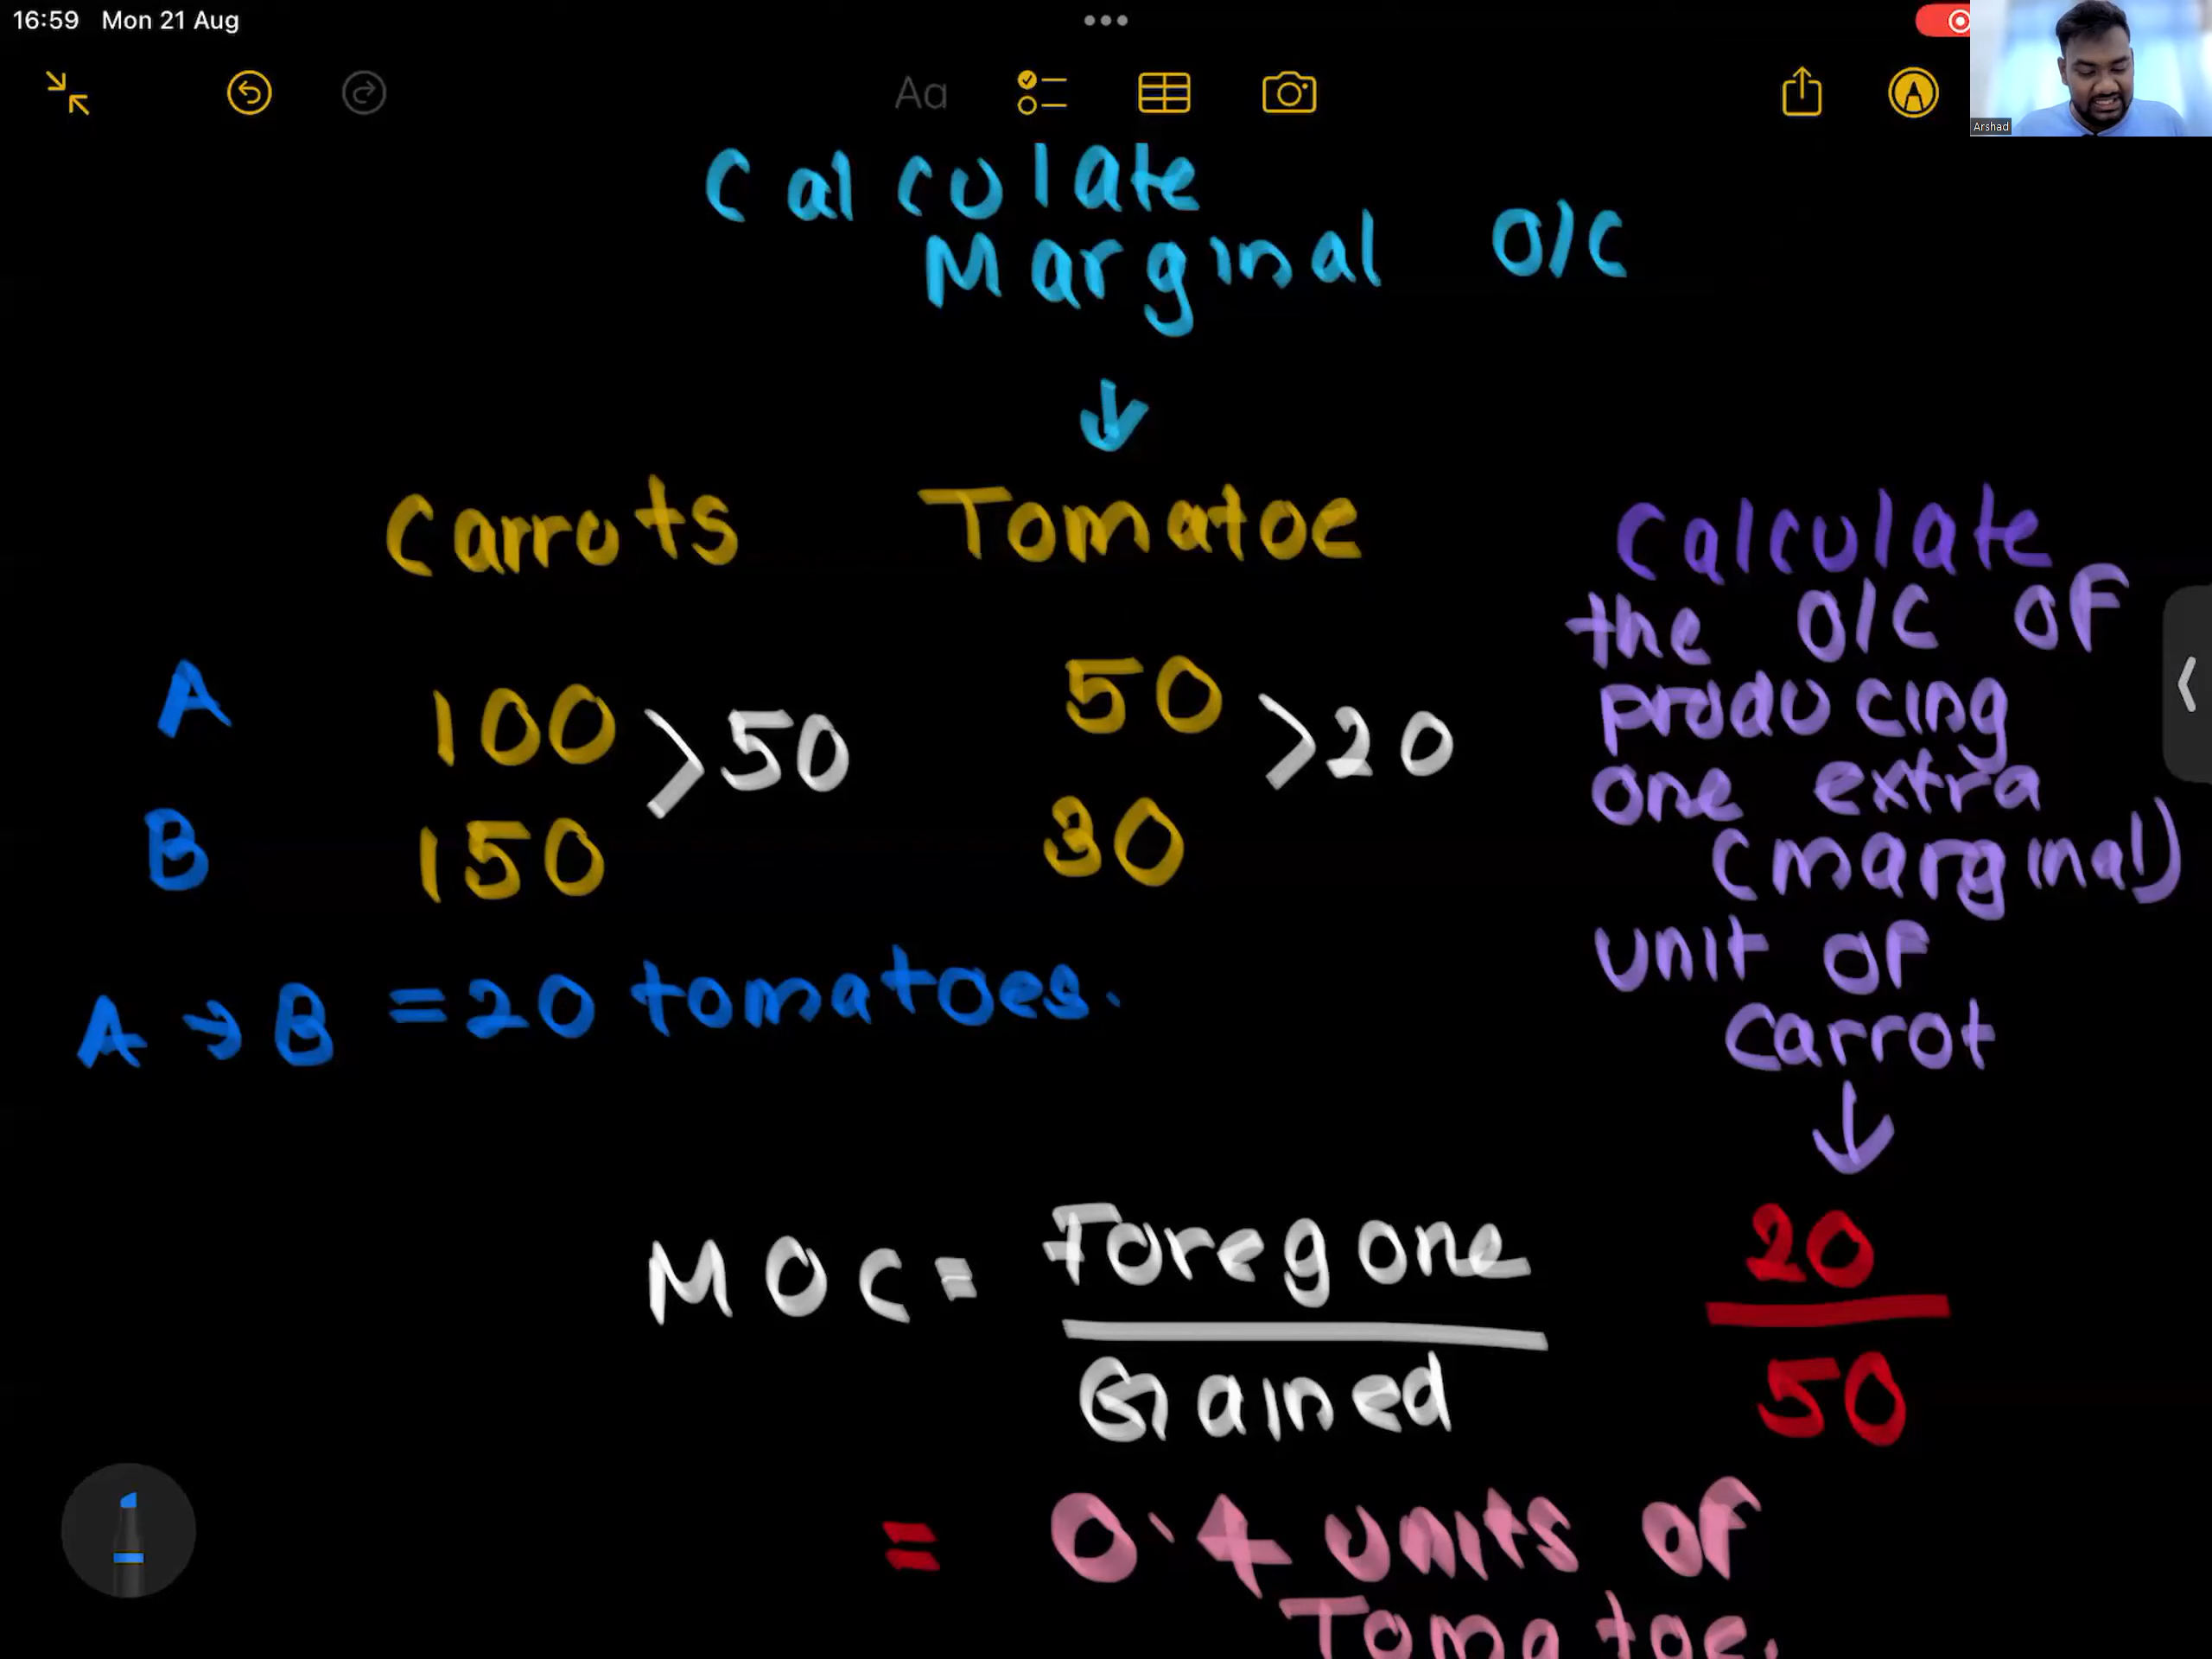 16:59 Mon 21 Aug
Aa
Arshad
Calculate
Marginal O/C
Carrots Tomatoe
A 100 > 50 50 > 20
B 150 30
A → B = 20 tomatoes.
Calculate
the O/C of
producing
one extra
(marginal)
unit of
carrot
MOC = Foregone
Gained
20
50
= 0.4 units of
Tomatoe.